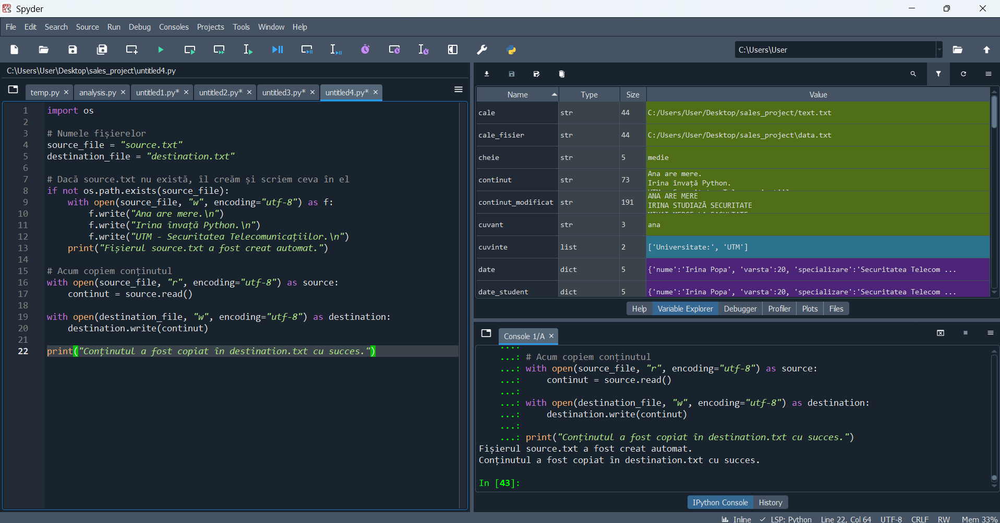 Spyder
File Edit Search Source Run Debug Consoles Projects Tools Window Help
C:\Users\User
C:\Users\User\Desktop\sales_project\untitled4.py
temp.py analysis.py untitled1.py* untitled2.py* untitled3.py* untitled4.py*
1 import os
2
3 # Numele fișierelor
4 source_file = "source.txt"
5 destination_file = "destination.txt"
6
7 # Dacă source.txt nu există, îl creăm și scriem ceva în el
8 if not os.path.exists(source_file):
9     with open(source_file, "w", encoding="utf-8") as f:
10         f.write("Ana are mere.\n")
11         f.write("Irina învață Python.\n")
12         f.write("UTM - Securitatea Telecomunicațiilor.\n")
13     print("Fișierul source.txt a fost creat automat.")
14
15 # Acum copiem conținutul
16 with open(source_file, "r", encoding="utf-8") as source:
17     continut = source.read()
18
19 with open(destination_file, "w", encoding="utf-8") as destination:
20     destination.write(continut)
21
22 print("Conținutul a fost copiat în destination.txt cu succes.")
Name Type Size Value
cale str 44 C:/Users/User/Desktop/sales_project/text.txt
cale_fisier str 44 C:/Users/User/Desktop/sales_project\data.txt
cheie str 5 medie
continut str 73 Ana are mere.
Irina învață Python.
continut_modificat str 191 ANA ARE MERE
IRINA STUDIAZĂ SECURITATE
cuvant str 3 ana
cuvinte list 2 ['Universitate:', 'UTM']
date dict 5 {'nume':'Irina Popa', 'varsta':20, 'specializare':'Securitatea Telecom ...
date_student dict 5 {'nume':'Irina Popa', 'varsta':20, 'specializare':'Securitatea Telecom ...
Help Variable Explorer Debugger Profiler Plots Files
Console 1/A
...:
...: # Acum copiem conținutul
...: with open(source_file, "r", encoding="utf-8") as source:
...:     continut = source.read()
...:
...: with open(destination_file, "w", encoding="utf-8") as destination:
...:     destination.write(continut)
...:
...: print("Conținutul a fost copiat în destination.txt cu succes.")
Fișierul source.txt a fost creat automat.
Conținutul a fost copiat în destination.txt cu succes.
In [43]:
IPython Console History
Inline LSP: Python Line 22, Col 64 UTF-8 CRLF RW Mem 33%